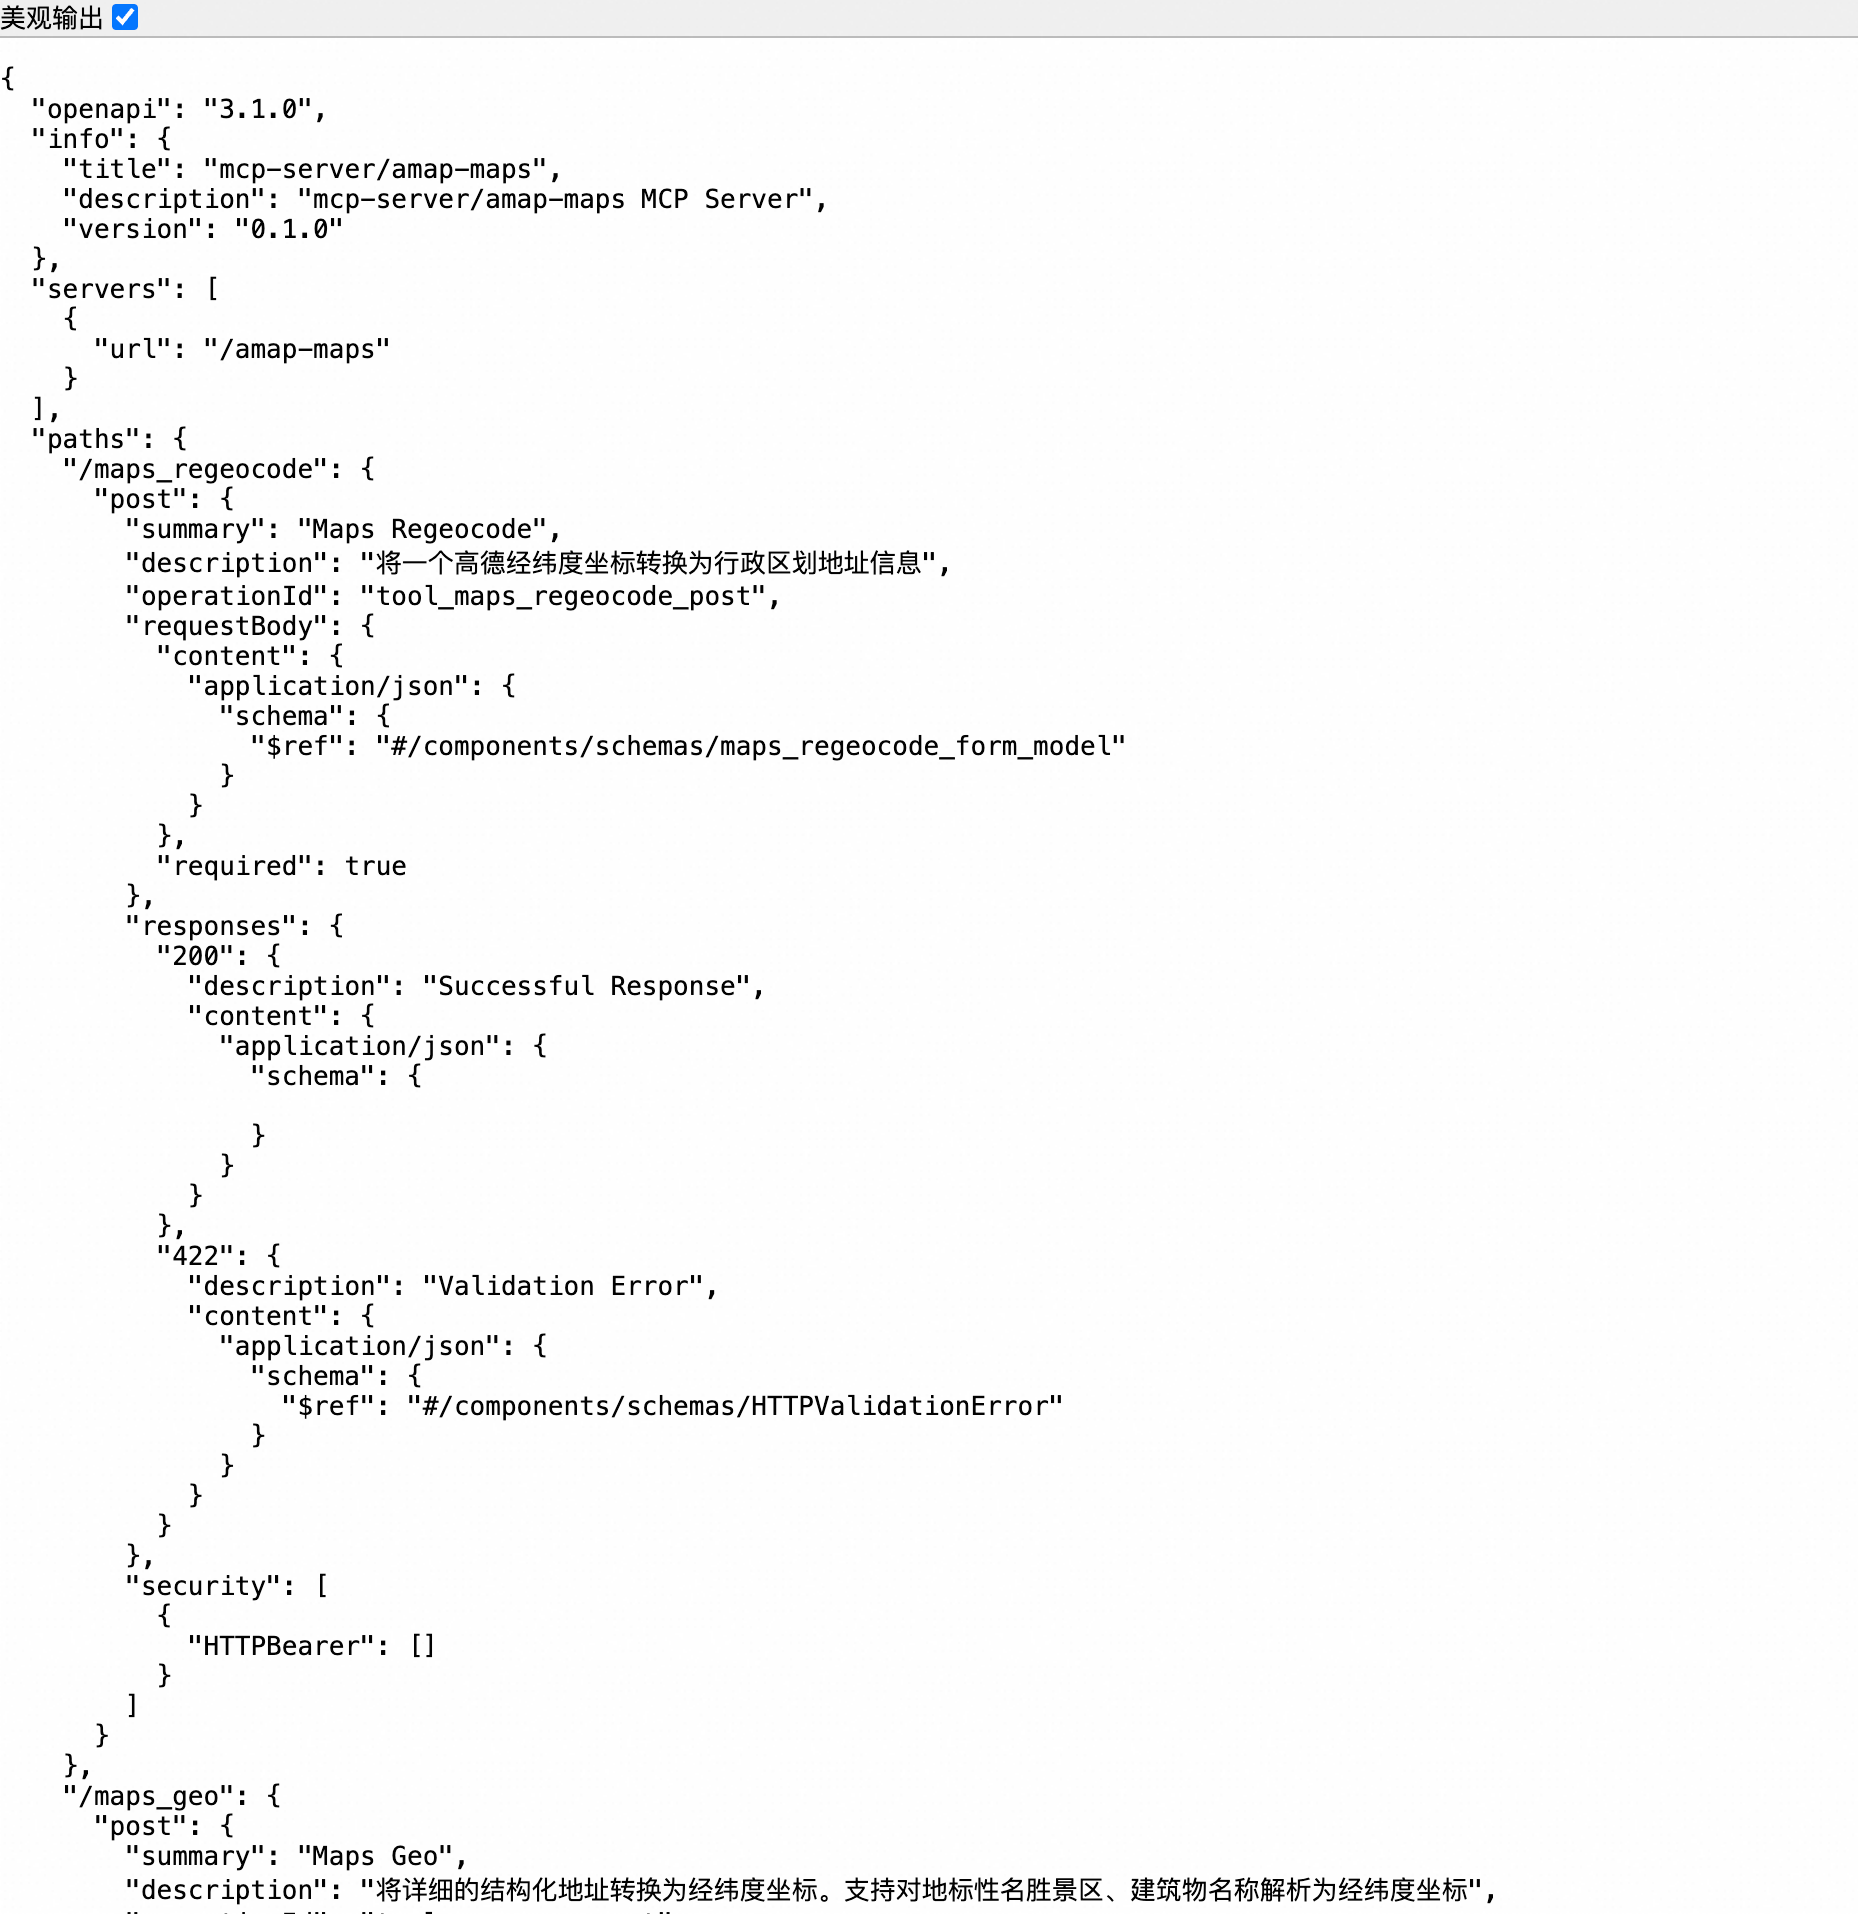 美观输出
{
  "openapi": "3.1.0",
  "info": {
    "title": "mcp-server/amap-maps",
    "description": "mcp-server/amap-maps MCP Server",
    "version": "0.1.0"
  },
  "servers": [
    {
      "url": "/amap-maps"
    }
  ],
  "paths": {
    "/maps_regeocode": {
      "post": {
        "summary": "Maps Regeocode",
        "description": "将一个高德经纬度坐标转换为行政区划地址信息",
        "operationId": "tool_maps_regeocode_post",
        "requestBody": {
          "content": {
            "application/json": {
              "schema": {
                "$ref": "#/components/schemas/maps_regeocode_form_model"
              }
            }
          },
          "required": true
        },
        "responses": {
          "200": {
            "description": "Successful Response",
            "content": {
              "application/json": {
                "schema": {

                }
              }
            }
          },
          "422": {
            "description": "Validation Error",
            "content": {
              "application/json": {
                "schema": {
                  "$ref": "#/components/schemas/HTTPValidationError"
                }
              }
            }
          }
        },
        "security": [
          {
            "HTTPBearer": []
          }
        ]
      }
    },
    "/maps_geo": {
      "post": {
        "summary": "Maps Geo",
        "description": "将详细的结构化地址转换为经纬度坐标。支持对地标性名胜景区、建筑物名称解析为经纬度坐标",